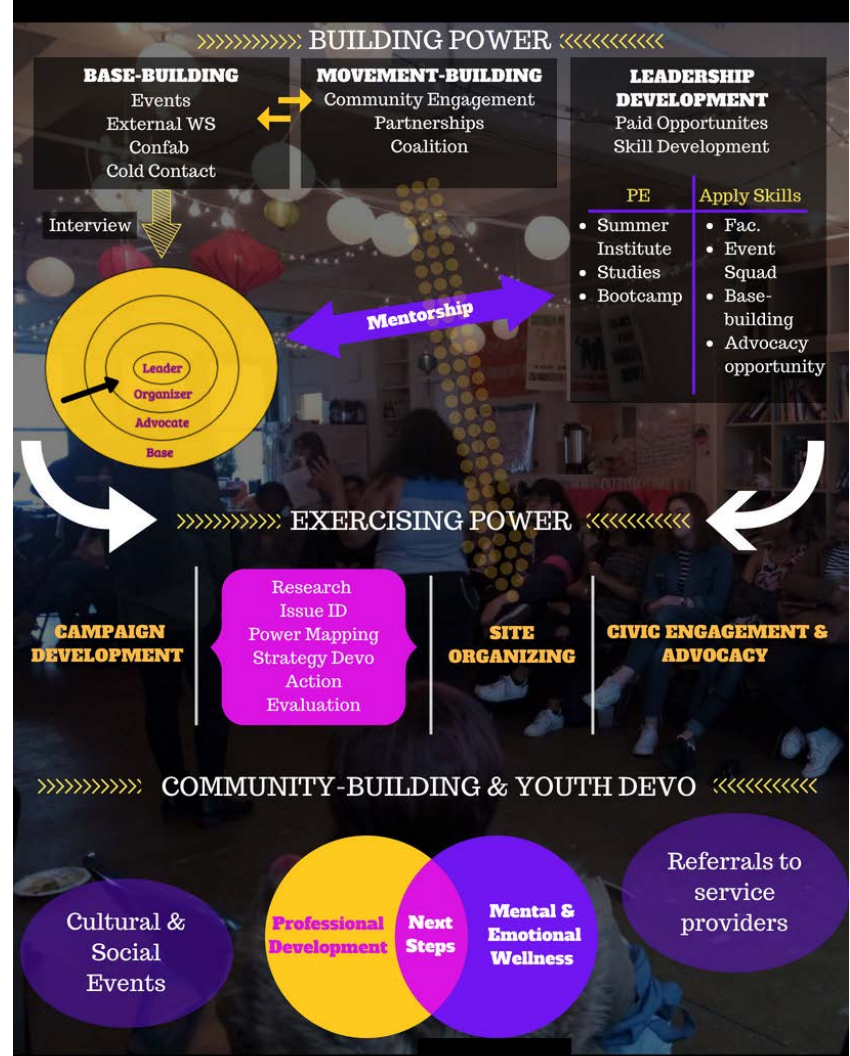 BUILDING POWER
BASE-BUILDING
Events
External WS
Confab
Cold Contact
MOVEMENT-BUILDING
Community Engagement
Partnerships
Coalition
LEADERSHIP
DEVELOPMENT
Paid Opportunites
Skill Development
PE
Summer
Institute
Studies
Bootcamp
Apply Skills
Fac.
Event
Squad
Base-
building
Advocacy
opportunity
Interview
Mentorship
Leader
Organizer
Advocate
Base
EXERCISING POWER
CAMPAIGN
DEVELOPMENT
Research
Issue ID
Power Mapping
Strategy Devo
Action
Evaluation
SITE
ORGANIZING
CIVIC ENGAGEMENT &
ADVOCACY
COMMUNITY-BUILDING & YOUTH DEVO
Cultural &
Social
Events
Professional
Development
Next
Steps
Mental &
Emotional
Wellness
Referrals to
service
providers